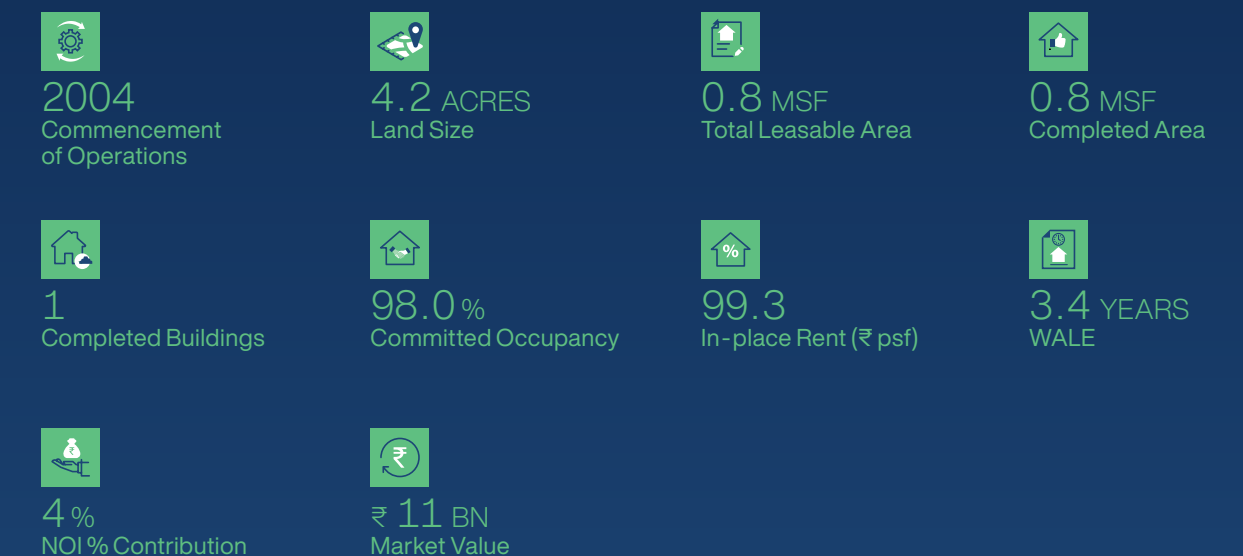 2004
Commencement
of Operations
4.2 ACRES
Land Size
0.8 MSF
Total Leasable Area
0.8 MSF
Completed Area
1
Completed Buildings
98.0 %
Committed Occupancy
%
99.3
In-place Rent (₹ psf)
3.4 YEARS
WALE
₹
4 %
NOI % Contribution
₹
₹ 11 BN
Market Value